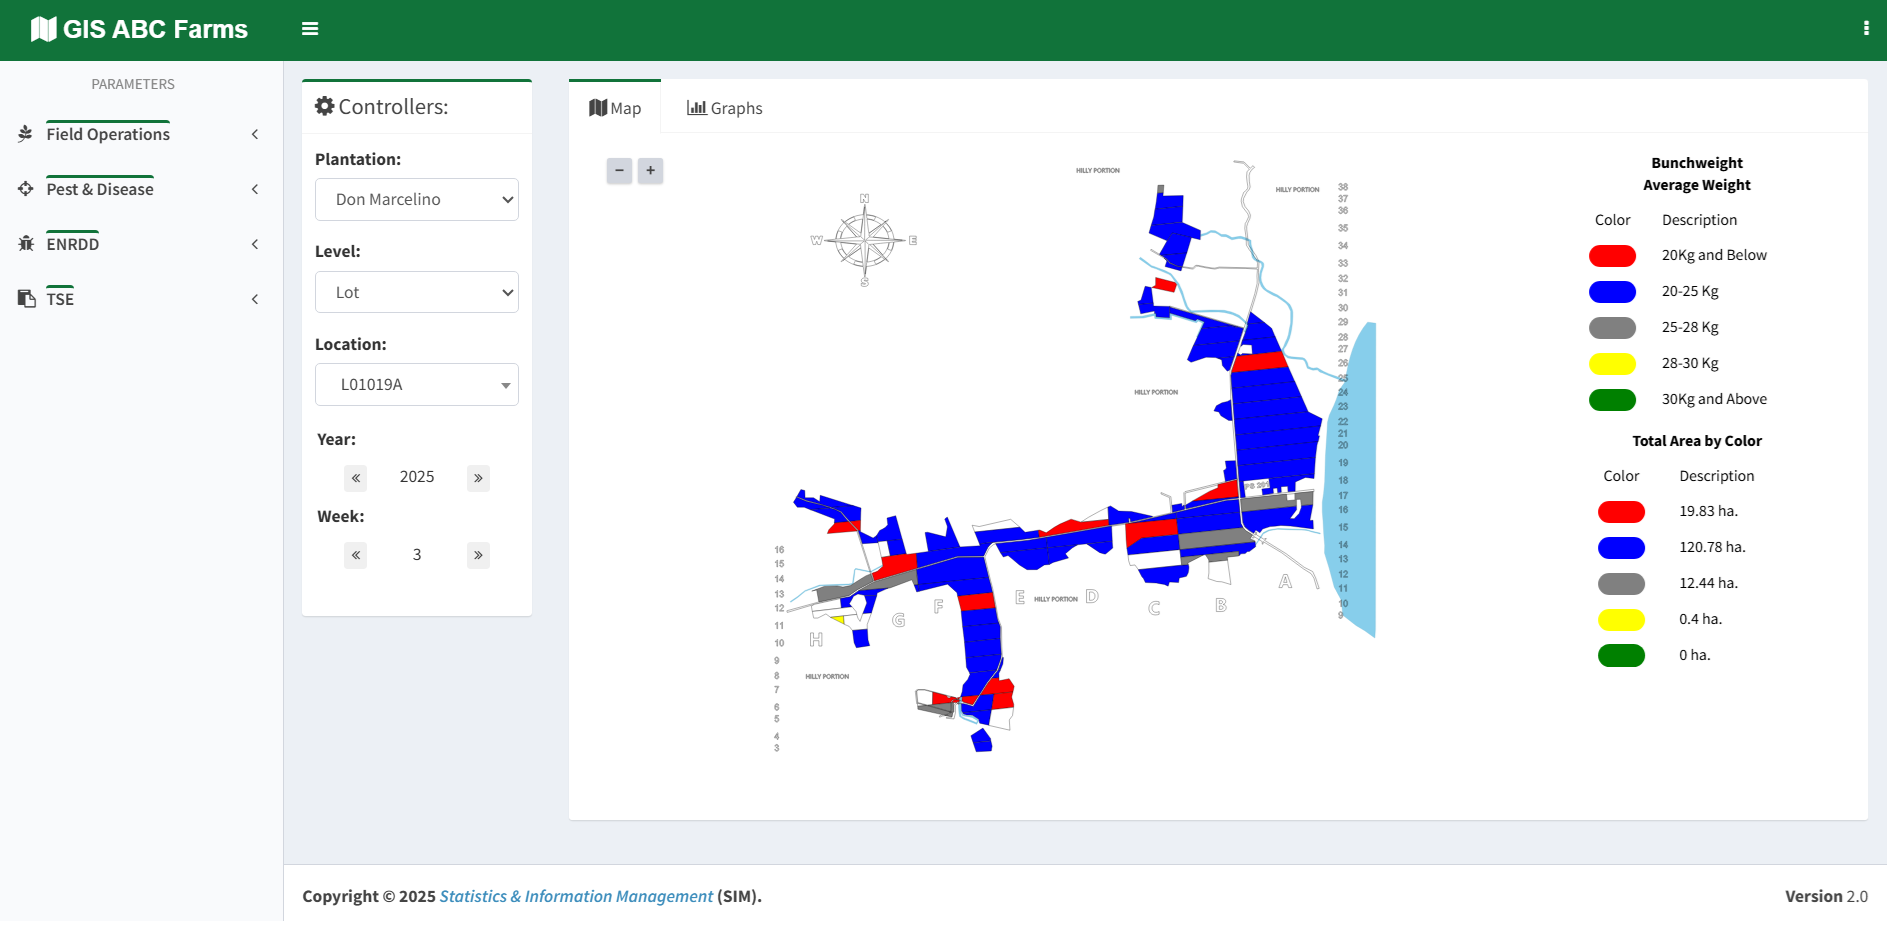 GIS ABC Farms
PARAMETERS
Field Operations
Pest & Disease
ENRDD
TSE
Controllers:
Plantation:
Don Marcelino
Level:
Lot
Location:
L01019A
Year:
« 2025 »
Week:
« 3 »
Map
Graphs
− +
N
W E
S
HILLY PORTION
HILLY PORTION
38
37
36
35
34
33
32
31
30
29
28
27
26
25
24
23
22
21
20
19
18
17
16
15
14
13
12
11
10
9
HILLY PORTION
16
15
14
13
12
11
10
9
8
7
6
5
4
3
H
G
F
E
HILLY PORTION
D
C
B
A
HILLY PORTION
Bunchweight
Average Weight
Color Description
20Kg and Below
20-25 Kg
25-28 Kg
28-30 Kg
30Kg and Above
Total Area by Color
Color Description
19.83 ha.
120.78 ha.
12.44 ha.
0.4 ha.
0 ha.
Copyright © 2025 Statistics & Information Management (SIM).
Version 2.0